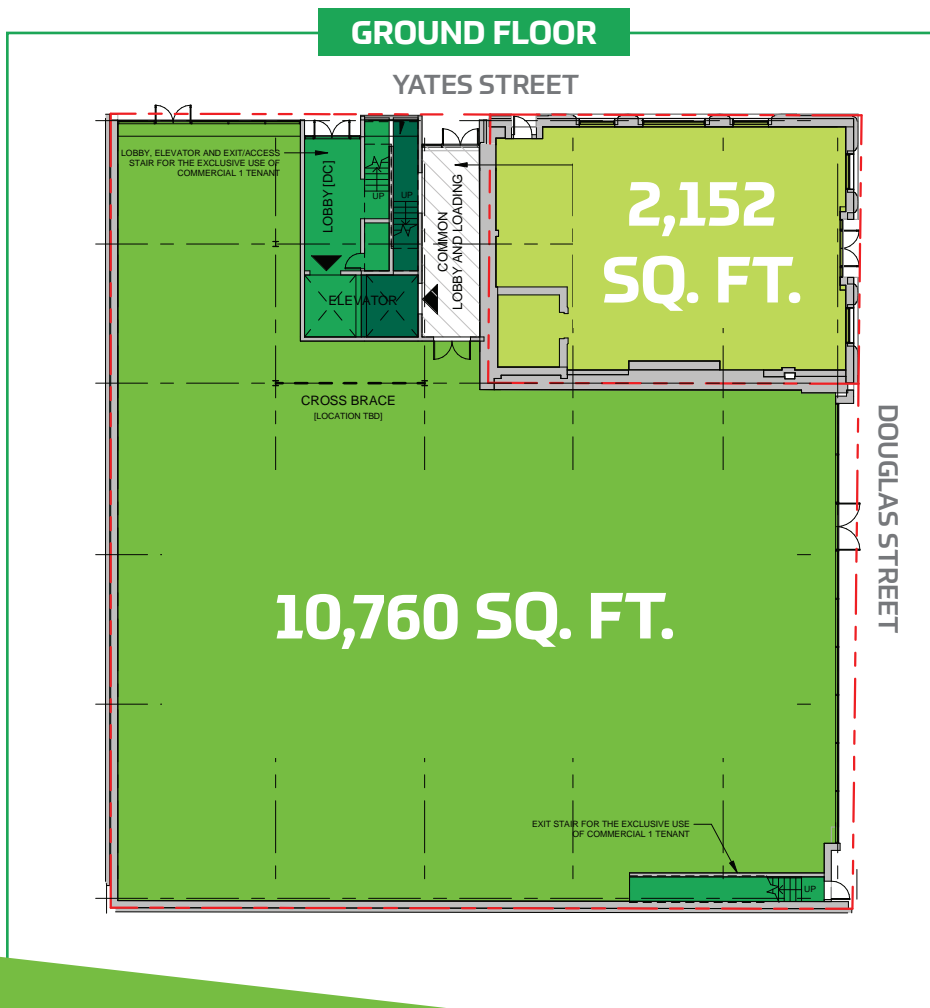 GROUND FLOOR
YATES STREET
LOBBY, ELEVATOR AND EXIT/ACCESS
STAIR FOR THE EXCLUSIVE USE OF
COMMERCIAL 1 TENANT
LOBBY [DC]
UP
UP
COMMON
LOBBY AND LOADING
ELEVATOR
2,152
SQ. FT.
CROSS BRACE
[LOCATION TBD]
DOUGLAS STREET
10,760 SQ. FT.
EXIT STAIR FOR THE EXCLUSIVE USE
OF COMMERCIAL 1 TENANT
UP